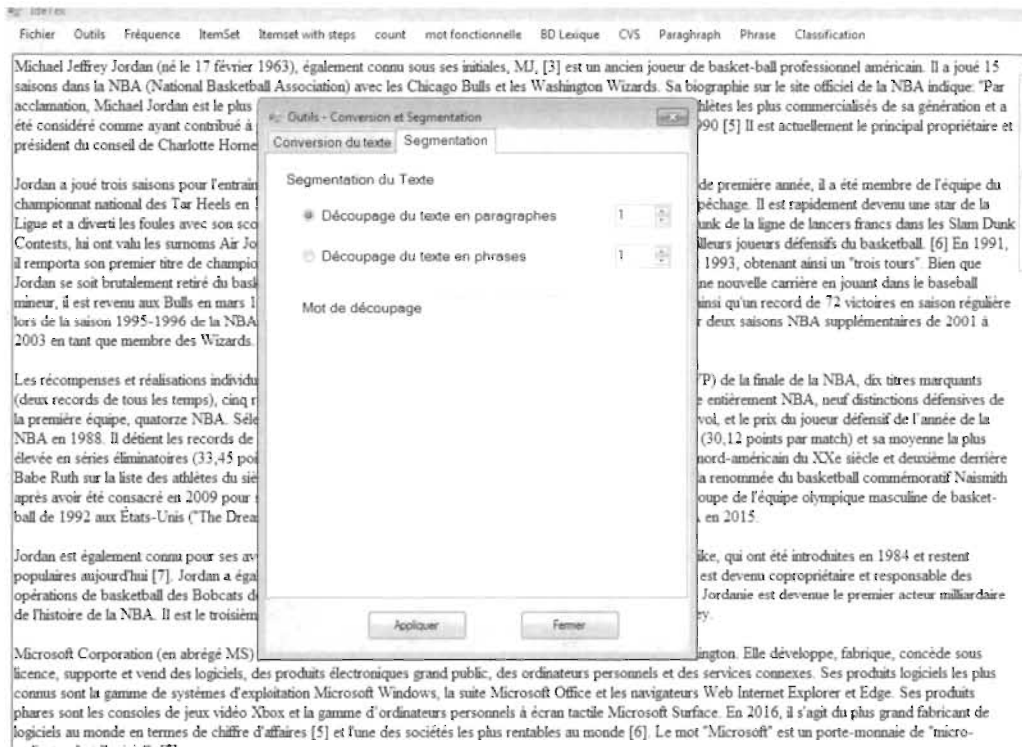 IdeTex
Fichier Outils Fréquence ItemSet Itemset with steps count mot fonctionnelle BD Lexique CVS Paraghraph Phrase Classification
Michael Jeffrey Jordan (né le 17 février 1963), également connu sous ses initiales, MJ, [3] est un ancien joueur de basket-ball professionnel américain. Il a joué 15
saisons dans la NBA (National Basketball Association) avec les Chicago Bulls et les Washington Wizards. Sa biographie sur le site officiel de la NBA indique: "Par
acclamation, Michael Jordan est le plus hlètes les plus commercialisés de sa génération et a
été considéré comme ayant contribué à 990 [5] Il est actuellement le principal propriétaire et
président du conseil de Charlotte Horne
Jordan a joué trois saisons pour l'entrain de première année, il a été membre de l'équipe du
championnat national des Tar Heels en pêchage. Il est rapidement devenu une star de la
Ligue et a diverti les foules avec son sco unk de la ligne de lancers francs dans les Slam Dunk
Contests, lui ont valu les surnoms Air Jo lleurs joueurs défensifs du basketball. [6] En 1991,
il remporta son premier titre de champio 1993, obtenant ainsi un "trois tours". Bien que
Jordan se soit brutalement retiré du bask ne nouvelle carrière en jouant dans le baseball
mineur, il est revenu aux Bulls en mars 1 insi qu'un record de 72 victoires en saison régulière
lors de la saison 1995-1996 de la NBA r deux saisons NBA supplémentaires de 2001 à
2003 en tant que membre des Wizards.
Les récompenses et réalisations individu P) de la finale de la NBA, dix titres marquants
(deux records de tous les temps), cinq r e entièrement NBA, neuf distinctions défensives de
la première équipe, quatorze NBA. Séle vol, et le prix du joueur défensif de l'année de la
NBA en 1988. Il détient les records de (30,12 points par match) et sa moyenne la plus
élevée en séries éliminatoires (33,45 poi nord-américain du XXe siècle et deuxième derrière
Babe Ruth sur la liste des athlètes du siè a renommée du basketball commémoratif Naismith
après avoir été consacré en 2009 pour oupe de l'équipe olympique masculine de basket-
ball de 1992 aux États-Unis ("The Drea en 2015.
Jordan est également connu pour ses av ike, qui ont été introduites en 1984 et restent
populaires aujourd'hui [7]. Jordan a éga est devenu copropriétaire et responsable des
opérations de basketball des Bobcats d Jordanie est devenue le premier acteur milliardaire
de l'histoire de la NBA. Il est le troisièm ey.
Microsoft Corporation (en abrégé MS) ington. Elle développe, fabrique, concède sous
licence, supporte et vend des logiciels, des produits électroniques grand public, des ordinateurs personnels et des services connexes. Ses produits logiciels les plus
connus sont la gamme de systèmes d'exploitation Microsoft Windows, la suite Microsoft Office et les navigateurs Web Internet Explorer et Edge. Ses produits
phares sont les consoles de jeux vidéo Xbox et la gamme d'ordinateurs personnels à écran tactile Microsoft Surface. En 2016, il s'agit du plus grand fabricant de
logiciels au monde en termes de chiffre d'affaires [5] et l'une des sociétés les plus rentables au monde [6]. Le mot "Microsoft" est un porte-monnaie de "micro-
Outils - Conversion et Segmentation
Conversion du texte Segmentation
Segmentation du Texte
Découpage du texte en paragraphes 1
Découpage du texte en phrases 1
Mot de découpage
Appliquer Fermer